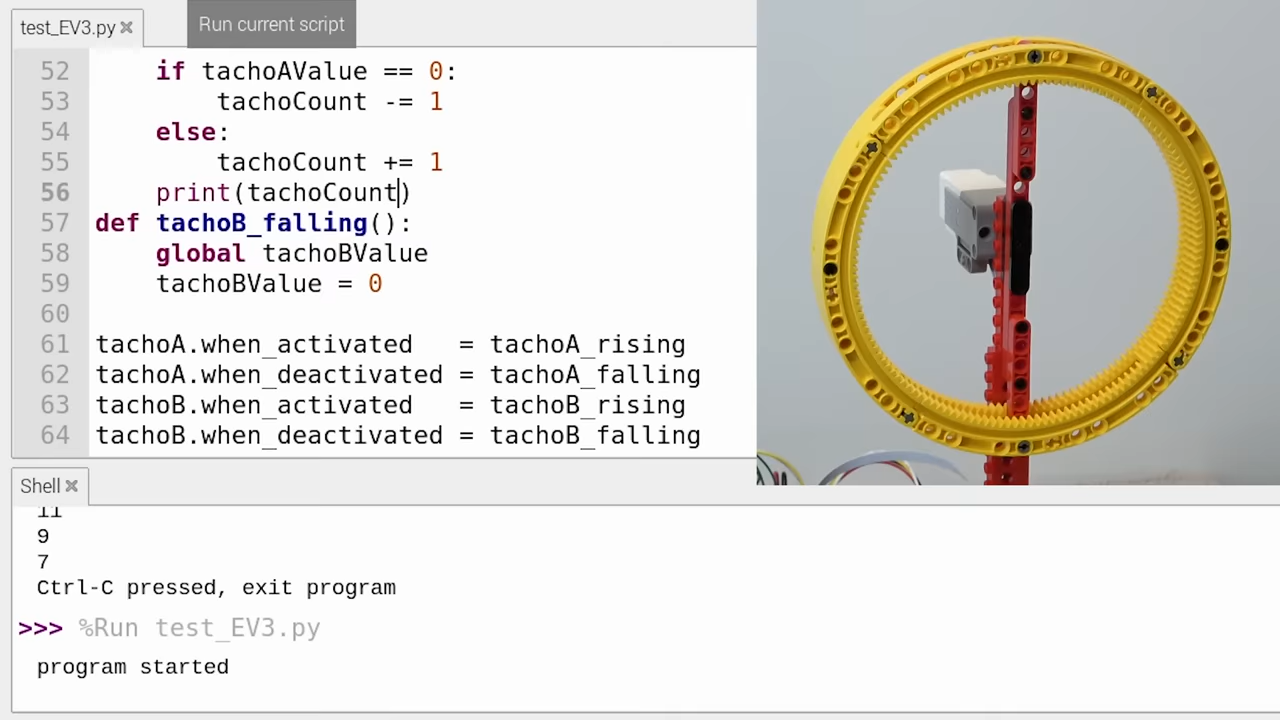 test_EV3.py
Run current script
52 if tachoAValue == 0:
53 tachoCount -= 1
54 else:
55 tachoCount += 1
56 print(tachoCount)
57 def tachoB_falling():
58 global tachoBValue
59 tachoBValue = 0
60
61 tachoA.when_activated = tachoA_rising
62 tachoA.when_deactivated = tachoA_falling
63 tachoB.when_activated = tachoB_rising
64 tachoB.when_deactivated = tachoB_falling
Shell
11
9
7
Ctrl-C pressed, exit program
>>> %Run test_EV3.py
program started